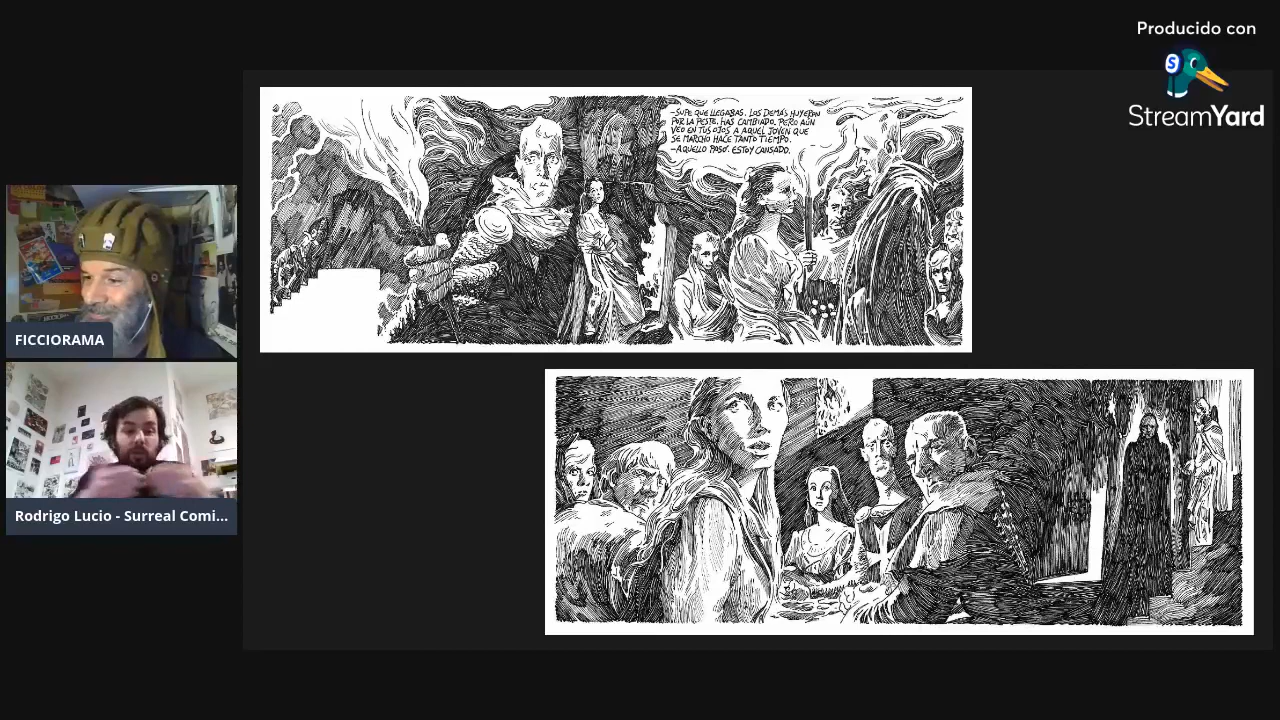 Producido con
StreamYard
-SUPE QUE LLEGABAS. LOS DEMÁS HUYERON
POR LA PESTE. HAS CAMBIADO. PERO AÚN
VEO EN TUS OJOS A AQUEL JOVEN QUE
SE MARCHÓ HACE TANTO TIEMPO.
-AQUELLO PASÓ. ESTOY CANSADO.
FICCIORAMA
Rodrigo Lucio - Surreal Comi...